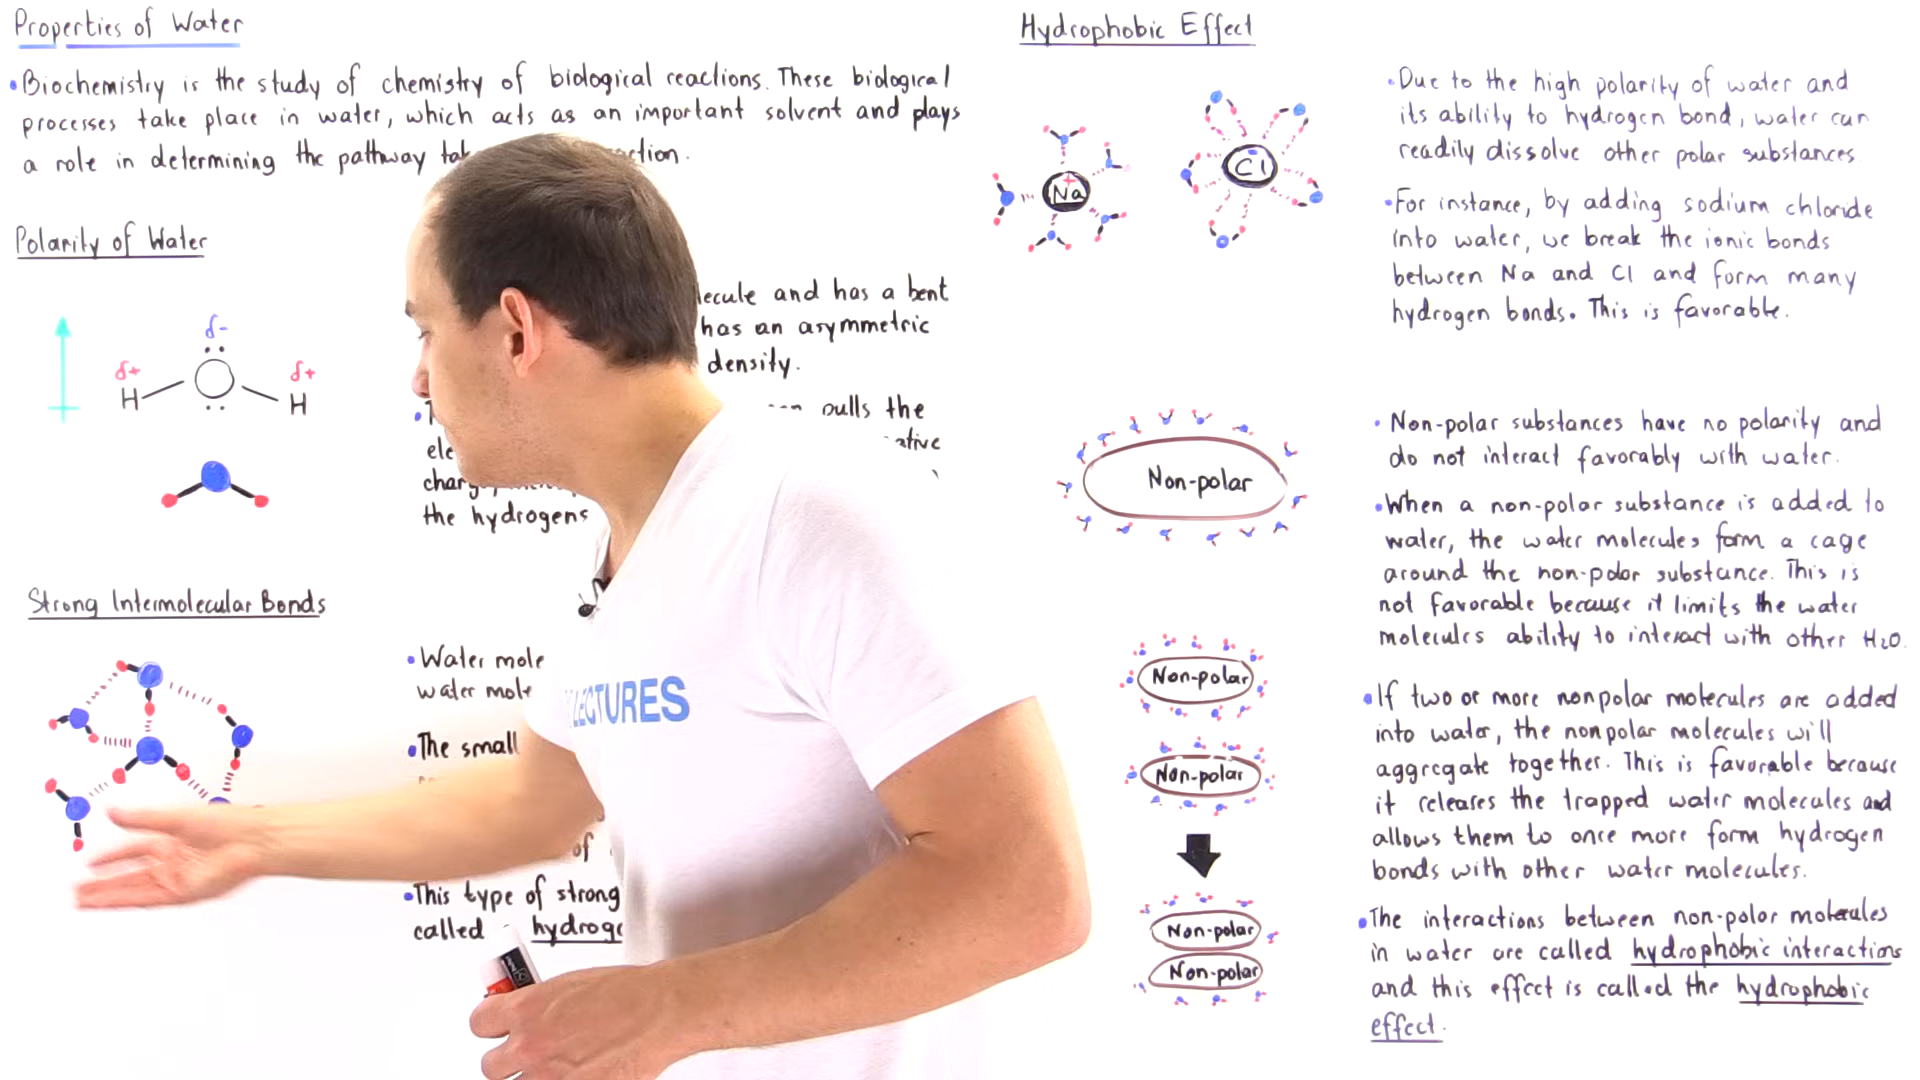 Properties of Water
•Biochemistry is the study of chemistry of biological reactions. These biological
processes take place in water, which acts as an important solvent and plays
a role in determining the pathway
Polarity of Water
and has a bent
has an asymmetric
density.
pulls the
the hydrogens
δ-
δ+
δ+
H
H
Strong Intermolecular Bonds
•Water
water
•The small
of
•This type of strong
called
LECTURES
Hydrophobic Effect
+
Na
-
Cl
•Due to the high polarity of water and
its ability to hydrogen bond, water can
readily dissolve other polar substances
•For instance, by adding sodium chloride
into water, we break the ionic bonds
between Na and Cl and form many
hydrogen bonds. This is favorable.
Non-polar
•Non-polar substances have no polarity and
do not interact favorably with water.
•When a non-polar substance is added to
water, the water molecules form a cage
around the non-polar substance. This is
not favorable because it limits the water
molecules ability to interact with other H2O.
Non-polar
Non-polar
Non-polar
Non-polar
•If two or more nonpolar molecules are added
into water, the nonpolar molecules will
aggregate together. This is favorable because
it releases the trapped water molecules and
allows them to once more form hydrogen
bonds with other water molecules.
•The interactions between non-polar molecules
in water are called hydrophobic interactions
and this effect is called the hydrophobic
effect.